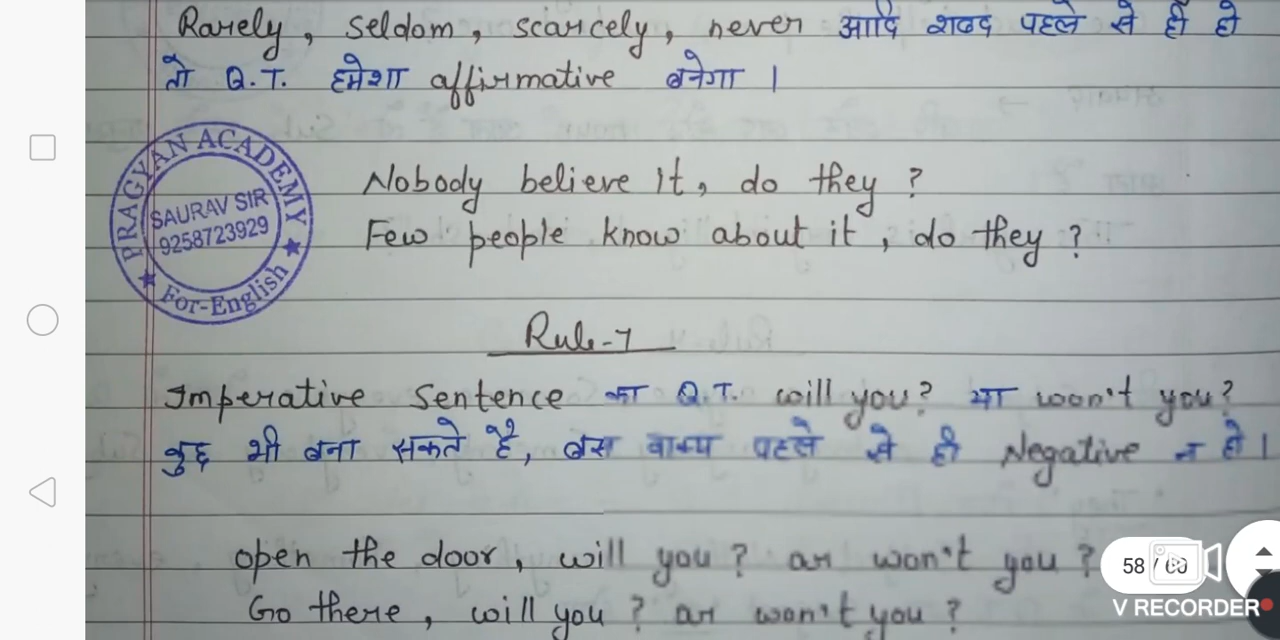 Rarely, seldom, scarcely, never आदि शब्द पहले से ही हो
तो Q.T. हमेशा affirmative बनेगा।
PRAGYAN ACADEMY
SAURAV SIR
9258723929
For-English
Nobody believe it, do they?
Few people know about it, do they?
Rule-7
Imperative Sentence का Q.T. will you? या won't you?
कुछ भी बना सकते है, बस वाक्य पहले से ही Negative न हो।
open the door, will you? ar won't you?
Go there, will you? ar won't you?
58 / 60
V RECORDER